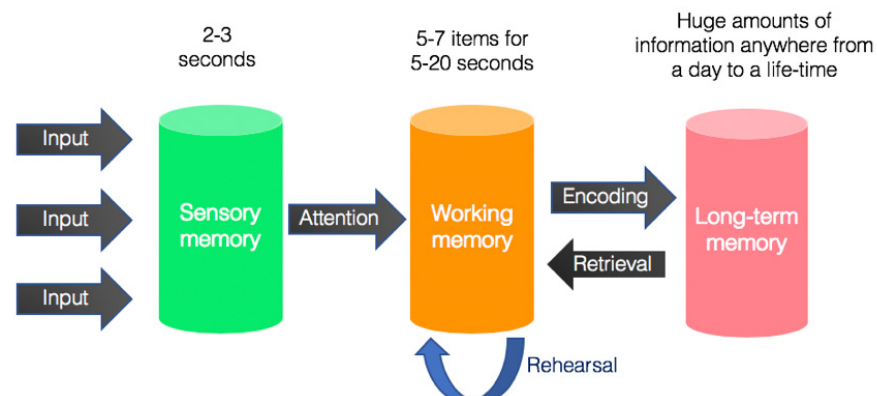 2-3
seconds
5-7 items for
5-20 seconds
Huge amounts of
information anywhere from
a day to a life-time
Input
Input
Input
Sensory
memory
Attention
Working
memory
Encoding
Retrieval
Long-term
memory
Rehearsal